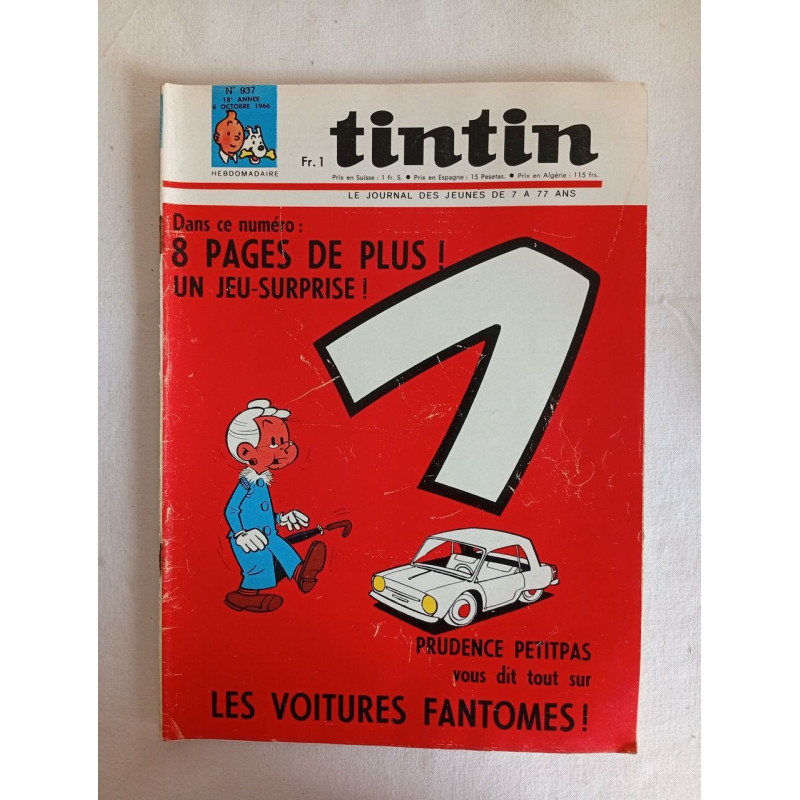 N° 937
18e ANNÉE
6 OCTOBRE 1966
HEBDOMADAIRE
Fr. 1
tintin
Prix en Suisse : 1 fr. S. ● Prix en Espagne : 15 Pesetas. ● Prix en Algérie : 115 frs.
LE JOURNAL DES JEUNES DE 7 A 77 ANS
Dans ce numéro :
8 PAGES DE PLUS !
UN JEU-SURPRISE !
PRUDENCE PETITPAS
vous dit tout sur
LES VOITURES FANTOMES !